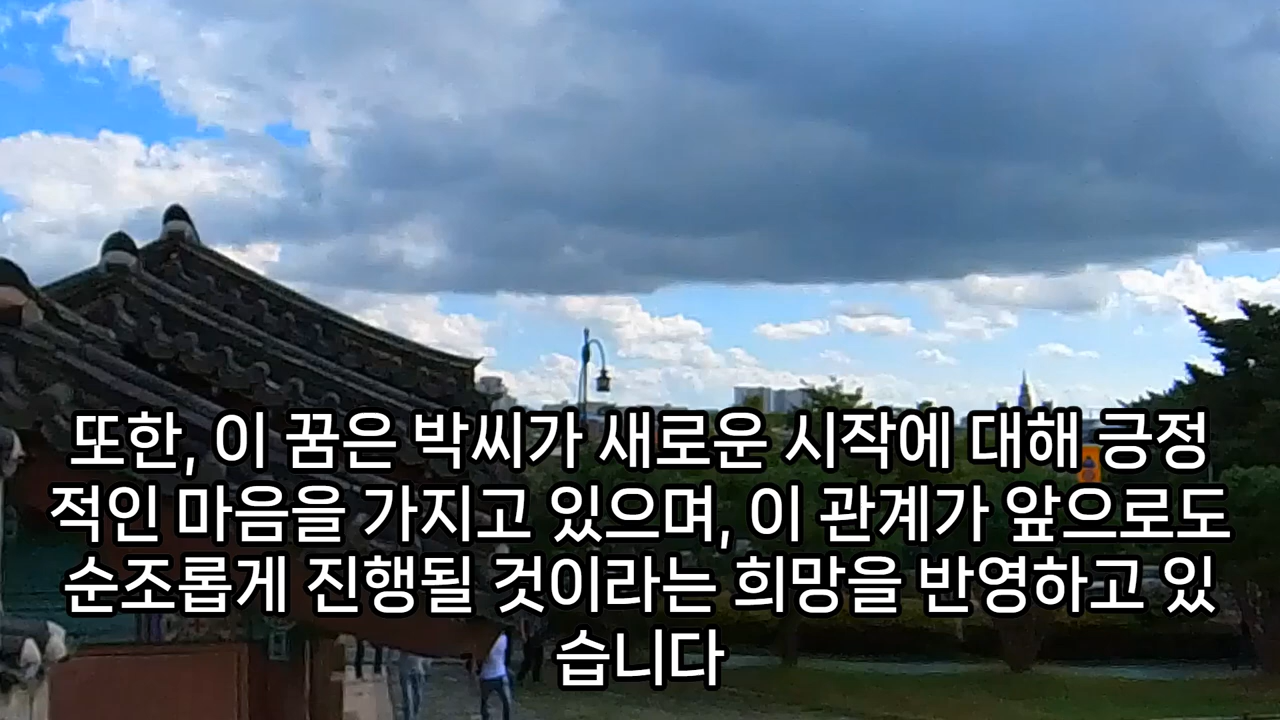 또한, 이 꿈은 박씨가 새로운 시작에 대해 긍정
적인 마음을 가지고 있으며, 이 관계가 앞으로도
순조롭게 진행될 것이라는 희망을 반영하고 있
습니다